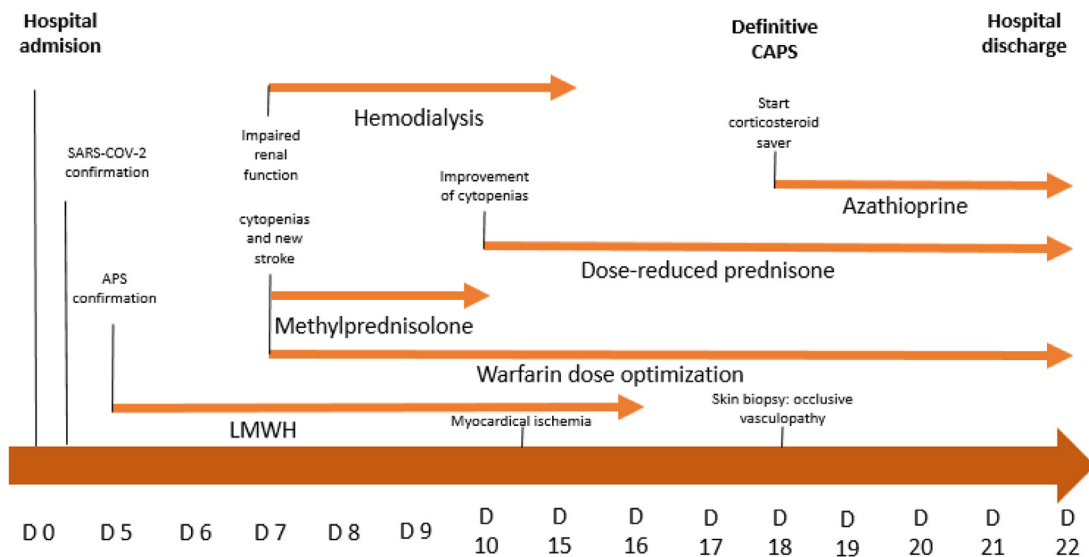 Hospital
admision
Definitive
CAPS
Hospital
discharge
Hemodialysis
Start
corticosteroid
saver
Impaired
renal
function
SARS-COV-2
confirmation
Improvement
of cytopenias
Azathioprine
cytopenias
and new
stroke
Dose-reduced prednisone
APS
confirmation
Methylprednisolone
Warfarin dose optimization
Skin biopsy: occlusive
vasculopathy
LMWH
Myocardical ischemia
D 0
D 5
D 6
D 7
D 8
D 9
D
10
D
15
D
16
D
17
D
18
D
19
D
20
D
21
D
22